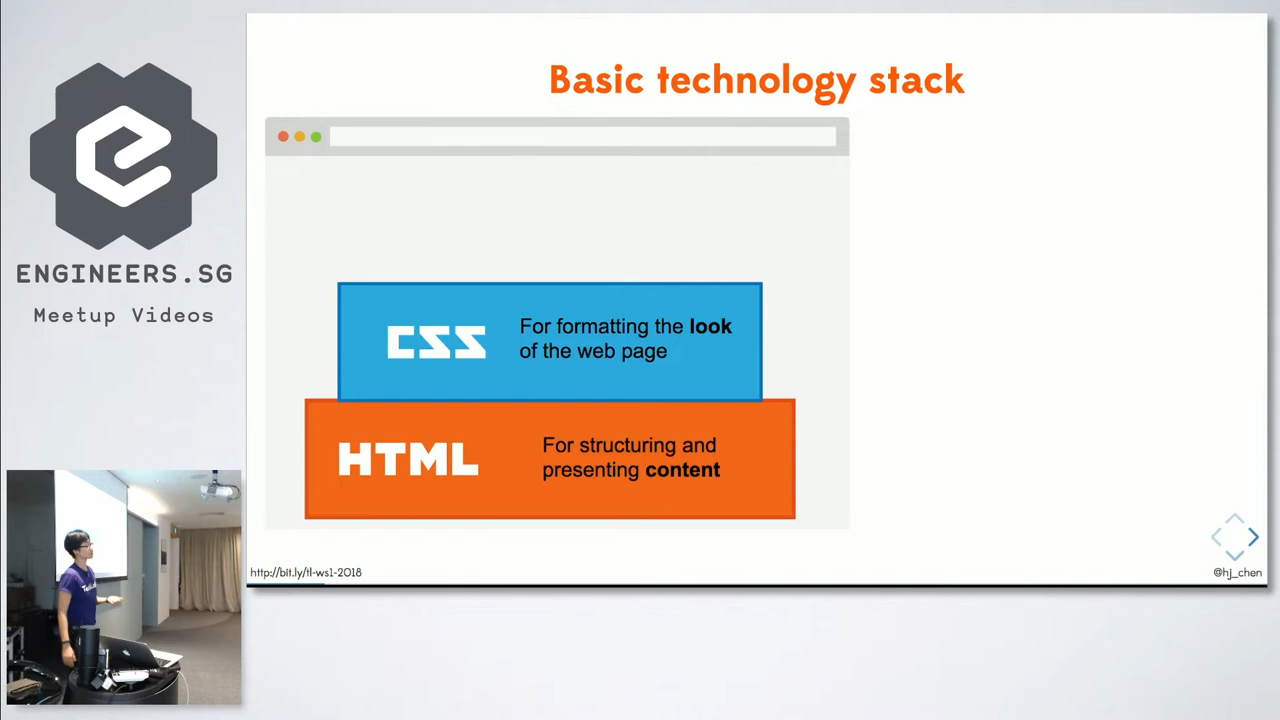 Basic technology stack
ENGINEERS.SG
Meetup Videos
CSS
For formatting the look
of the web page
HTML
For structuring and
presenting content
http://bit.ly/tl-ws1-2018
@hj_chen